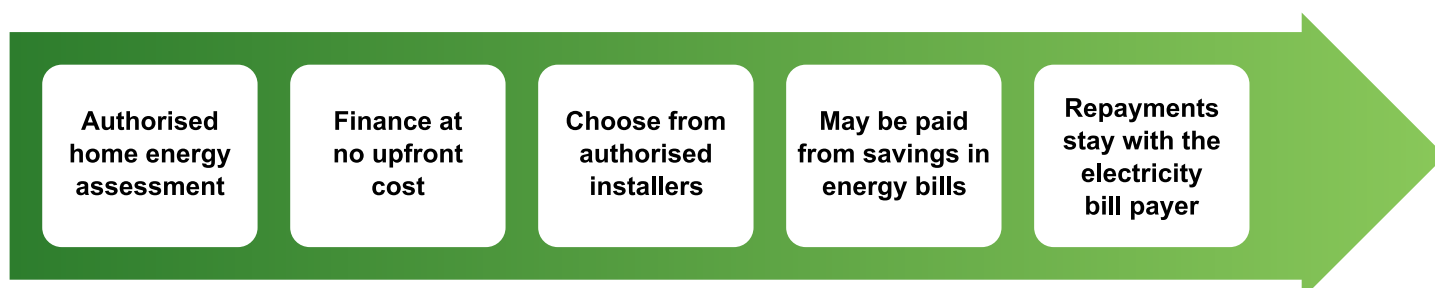 Authorised
home energy
assessment
Finance at
no upfront
cost
Choose from
authorised
installers
May be paid
from savings in
energy bills
Repayments
stay with the
electricity
bill payer